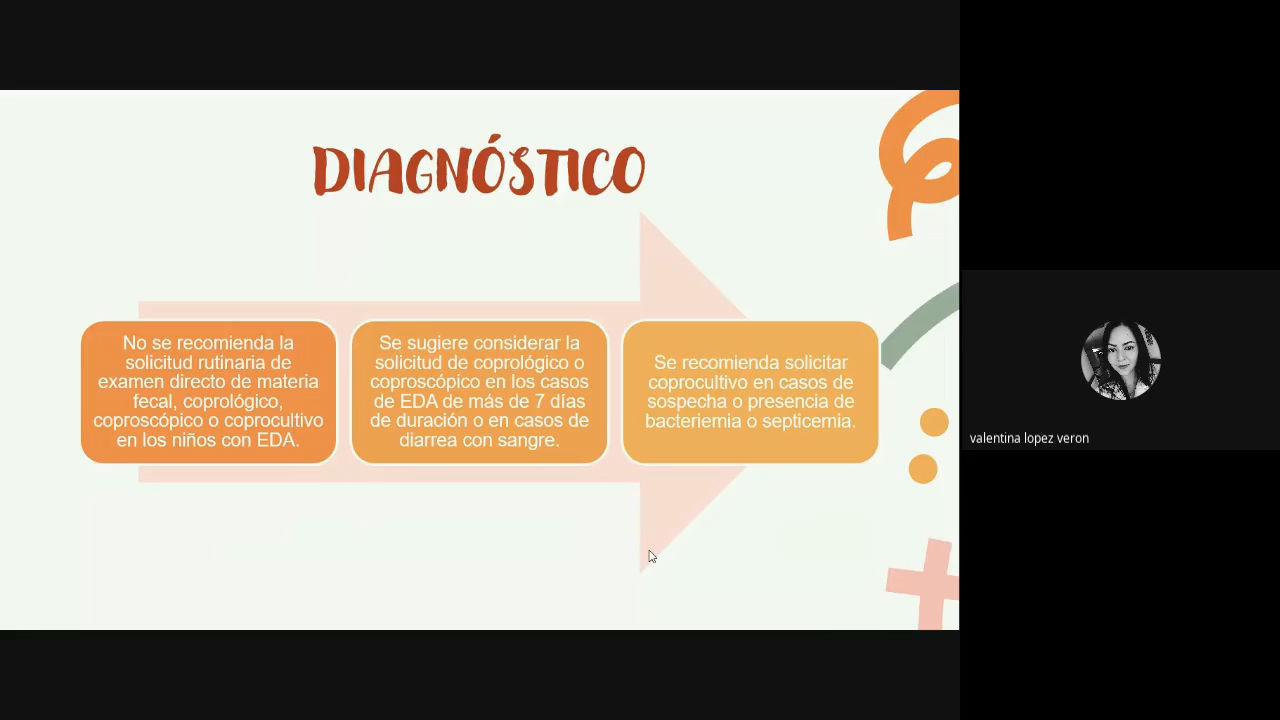 DIAGNÓSTICO
No se recomienda la
solicitud rutinaria de
examen directo de materia
fecal, coprológico,
coproscópico o coprocultivo
en los niños con EDA.
Se sugiere considerar la
solicitud de coprológico o
coproscópico en los casos
de EDA de más de 7 días
de duración o en casos de
diarrea con sangre.
Se recomienda solicitar
coprocultivo en casos de
sospecha o presencia de
bacteriemia o septicemia.
valentina lopez veron